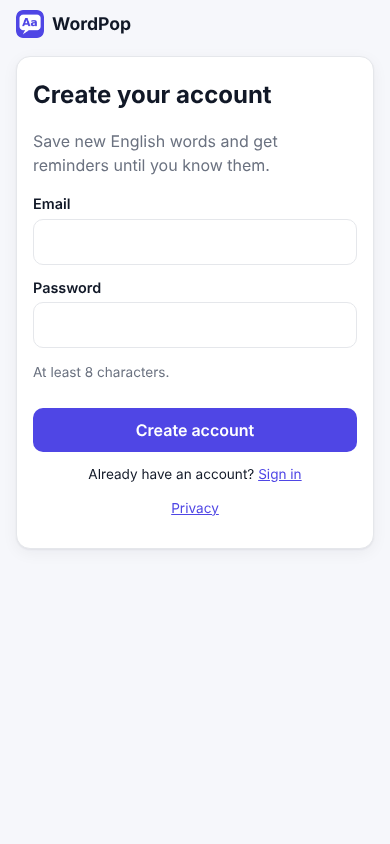 Aa WordPop
Create your account
Save new English words and get
reminders until you know them.
Email
Password
At least 8 characters.
Create account
Already have an account? Sign in
Privacy